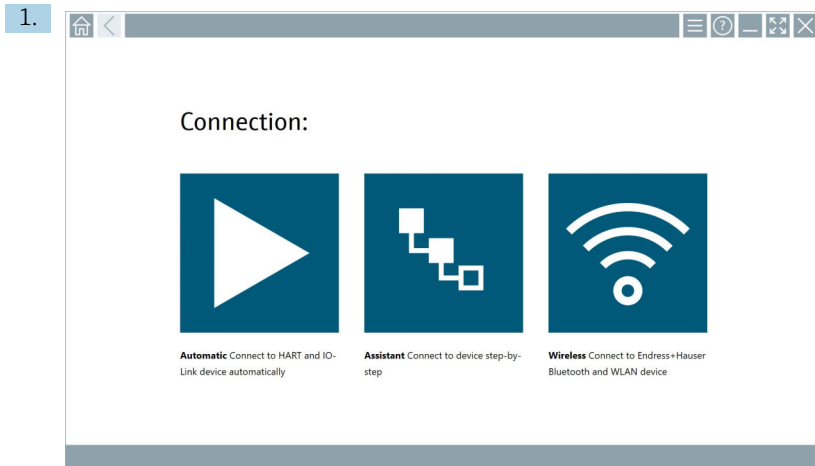 1.
Connection:
Automatic Connect to HART and IO-
Link device automatically
Assistant Connect to device step-by-
step
Wireless Connect to Endress+Hauser
Bluetooth and WLAN device